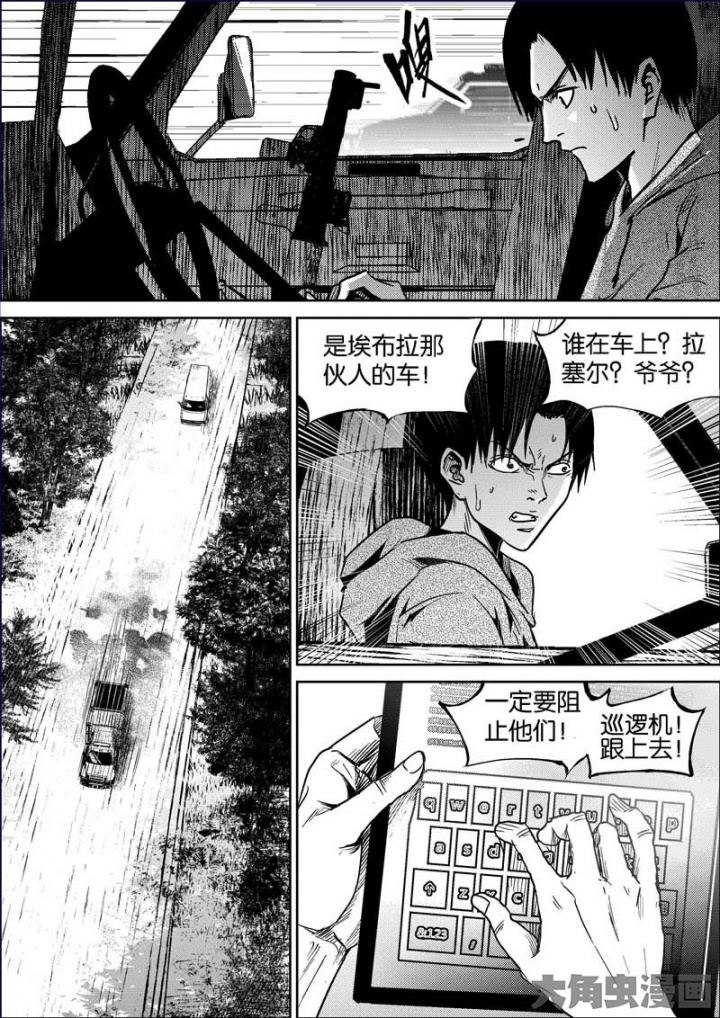 嗖
是埃布拉那
伙人的车！
谁在车上？拉
塞尔？爷爷？
一定要阻
止他们！
巡逻机！
跟上去！
q w e r t y u i o p
a s d
z x c
&123
大角虫漫画